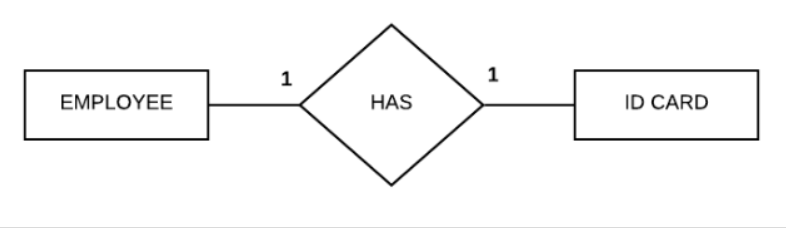 1
1
EMPLOYEE
HAS
ID CARD